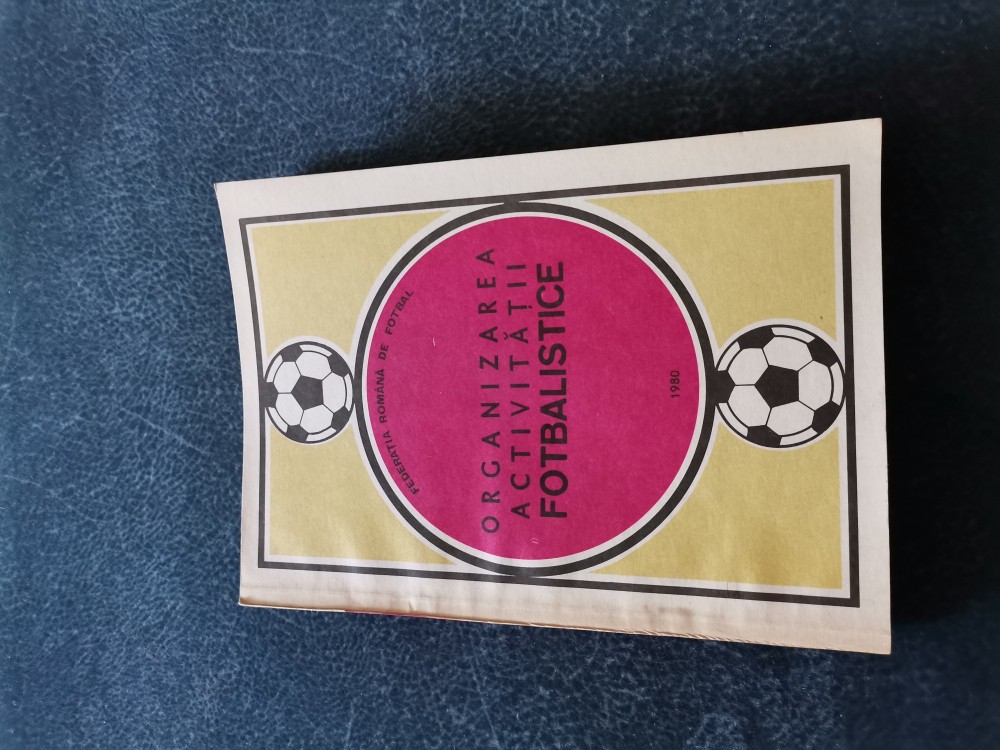 FEDERAȚIA ROMÂNĂ DE FOTBAL
ORGANIZAREA
ACTIVITĂȚII
FOTBALISTICE
1980